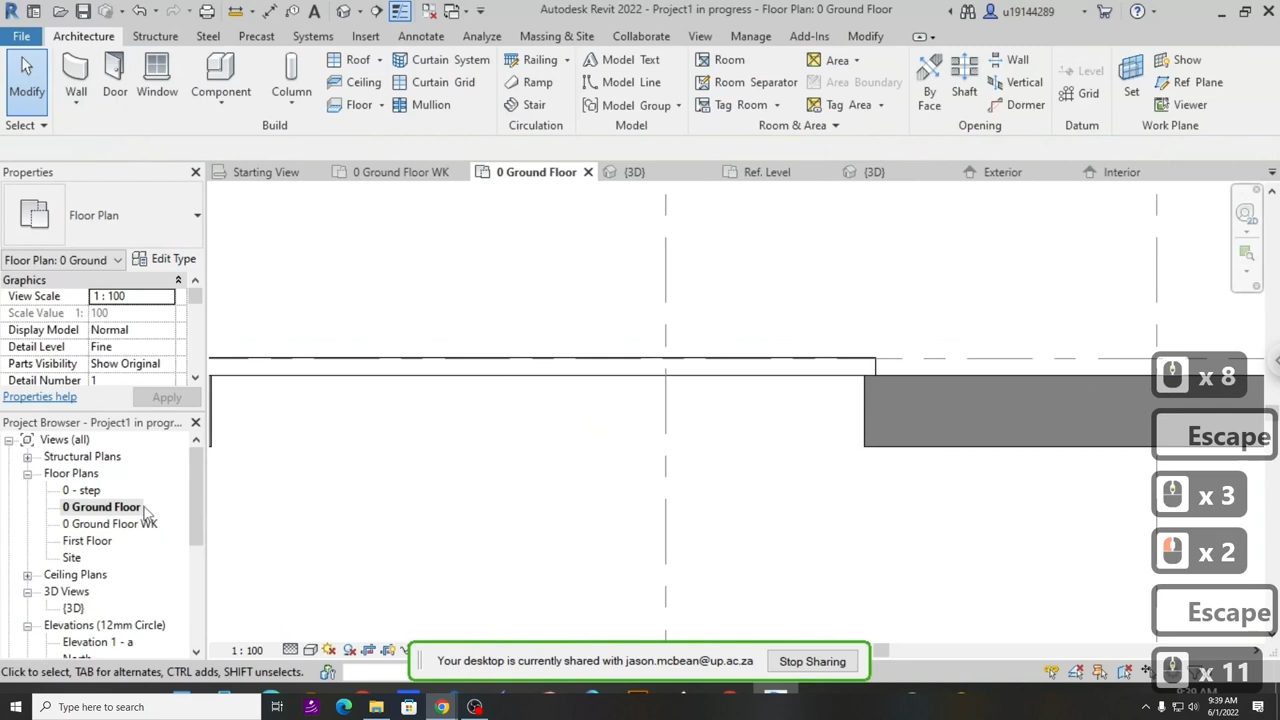 Autodesk Revit 2022 - Project1 in progress - Floor Plan: 0 Ground Floor
u19144289
File Architecture Structure Steel Precast Systems Insert Annotate Analyze Massing & Site Collaborate View Manage Add-Ins Modify
Modify Wall Door Window Component Column
Roof Curtain System Railing Model Text Room Area By Face Shaft Wall Level Set Show
Ceiling Curtain Grid Ramp Model Line Room Separator Area Boundary Vertical Grid Ref Plane
Floor Mullion Stair Model Group Tag Room Tag Area Dormer Viewer
Select Build Circulation Model Room & Area Opening Datum Work Plane
Properties
Starting View 0 Ground Floor WK 0 Ground Floor {3D} Ref. Level {3D} Exterior Interior
2D
Floor Plan
Floor Plan: 0 Ground Edit Type
Graphics
View Scale 1 : 100
Scale Value 1: 100
Display Model Normal
Detail Level Fine
Parts Visibility Show Original
Detail Number 1
Properties help Apply
Project Browser - Project1 in progr...
Views (all)
Structural Plans
Floor Plans
0 - step
0 Ground Floor
0 Ground Floor WK
First Floor
Site
Ceiling Plans
3D Views
{3D}
Elevations (12mm Circle)
Elevation 1 - a
x 8
Escape
x 3
x 2
Escape
x 11
1 : 100
Your desktop is currently shared with jason.mcbean@up.ac.za Stop Sharing
Click to select, TAB for alternates, CTRL adds, SHIFT unselects.
Type here to search
9:39 AM
6/1/2022